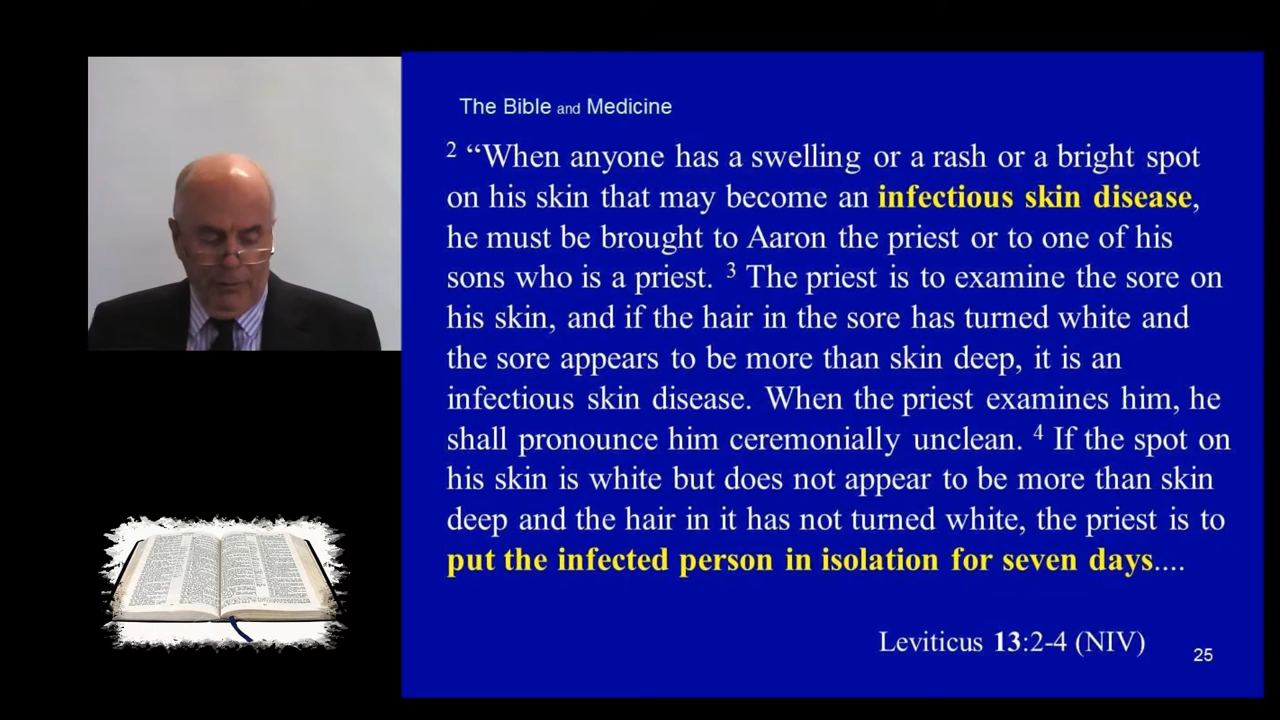 The Bible and Medicine
2 “When anyone has a swelling or a rash or a bright spot
on his skin that may become an infectious skin disease,
he must be brought to Aaron the priest or to one of his
sons who is a priest. 3 The priest is to examine the sore on
his skin, and if the hair in the sore has turned white and
the sore appears to be more than skin deep, it is an
infectious skin disease. When the priest examines him, he
shall pronounce him ceremonially unclean. 4 If the spot on
his skin is white but does not appear to be more than skin
deep and the hair in it has not turned white, the priest is to
put the infected person in isolation for seven days....
Leviticus 13:2-4 (NIV)
25